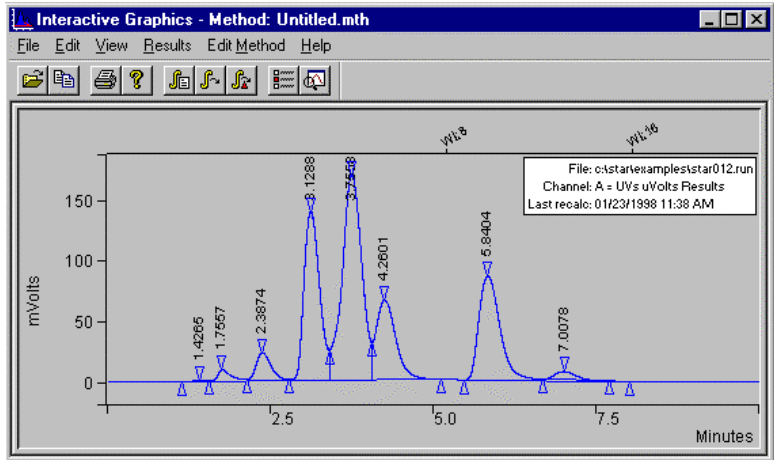 Interactive Graphics - Method: Untitled.mth
File Edit View Results Edit Method Help
WI:8 WI:16
File: c:\star\examples\star012.run
Channel: A = UVs uVolts Results
Last recalc: 01/23/1998 11:38 AM
mVolts
150
100
50
0
1.4265
1.7557
2.3874
3.1288
4.2601
5.8404
7.0078
2.5 5.0 7.5
Minutes